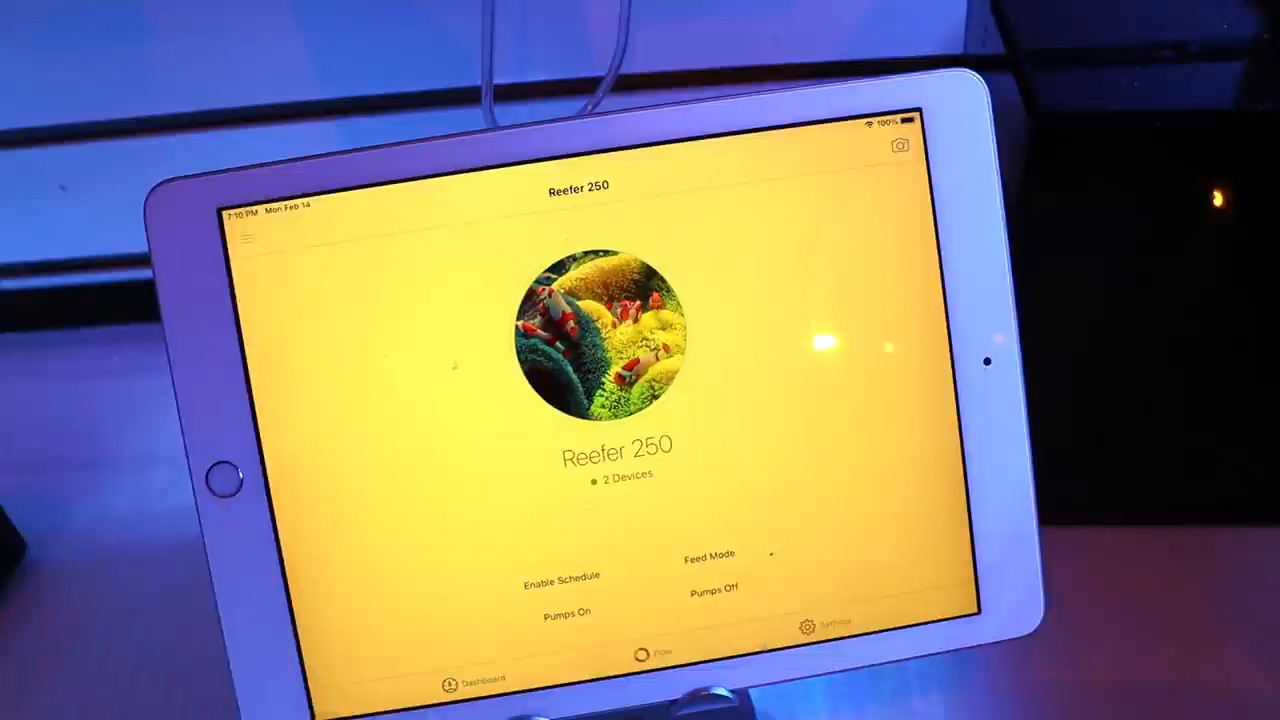 7:10 PM Mon Feb 14
100%
Reefer 250
Reefer 250
2 Devices
Enable Schedule
Feed Mode
Pumps On
Pumps Off
Dashboard
Flow
Settings